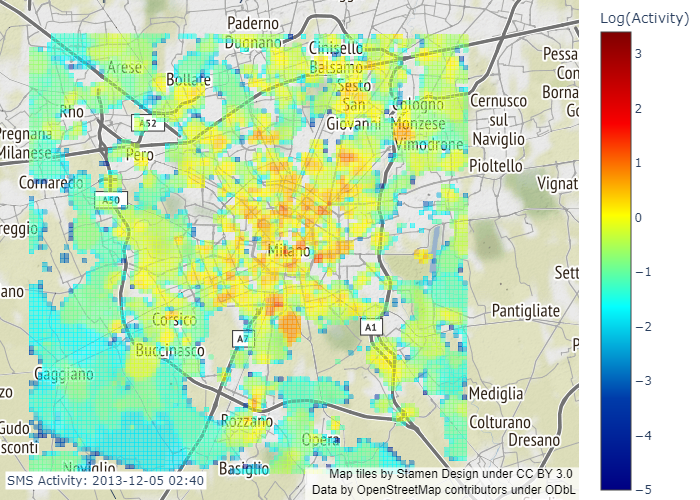 Log(Activity)
Paderno
Dugnano
Cinisello
Balsamo
Pessa
Con
Arese
Bollate
Sesto
San
Giovanni
Borna
Go
Rho
A52
Cologno
Monzese
Cernusco
sul
Naviglio
Pregnana
Milanese
Pero
Vimodrone
Pioltello
Cornaredo
Vignat
A50
reggio
Milano
Sett
ano
Corsico
Pantigliate
A7
A1
Buccinasco
P
Gaggiano
zo
Mediglia
Rozzano
Colturano
Gudo
sconti
Opera
Dresano
Noviglio
Basiglio
SMS Activity: 2013-12-05 02:40
Map tiles by Stamen Design under CC BY 3.0
Data by OpenStreetMap contributors under ODbL
3
2
1
0
−1
−2
−3
−4
−5